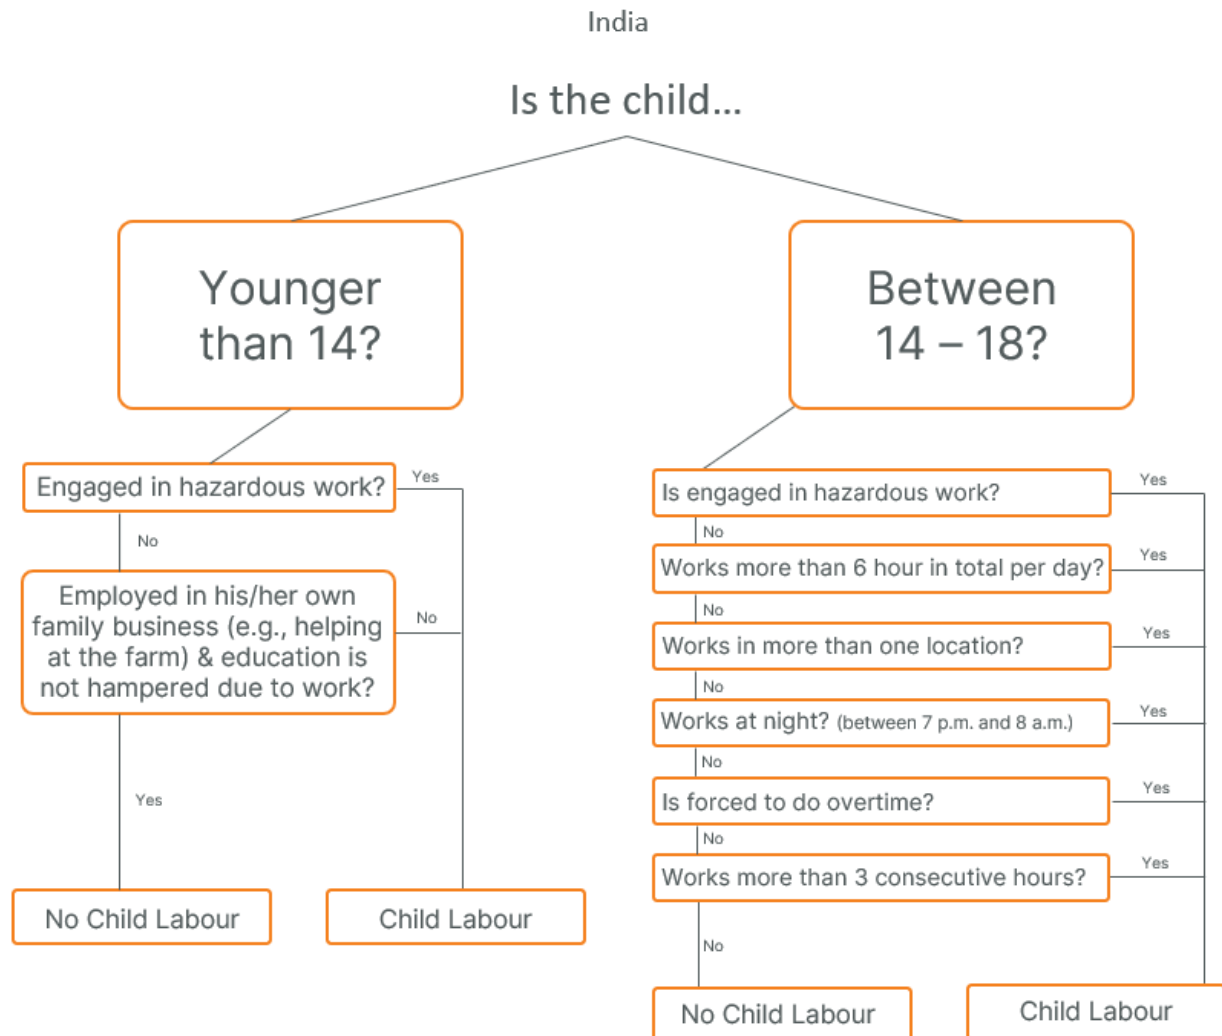 India
Is the child...
Younger
than 14?
Engaged in hazardous work?
Yes
No
Employed in his/her own
family business (e.g., helping
at the farm) & education is
not hampered due to work?
No
Yes
No Child Labour
Child Labour
Between
14 – 18?
Is engaged in hazardous work?
Yes
No
Works more than 6 hour in total per day?
Yes
No
Works in more than one location?
Yes
No
Works at night? (between 7 p.m. and 8 a.m.)
Yes
No
Is forced to do overtime?
Yes
No
Works more than 3 consecutive hours?
Yes
No
No Child Labour
Child Labour